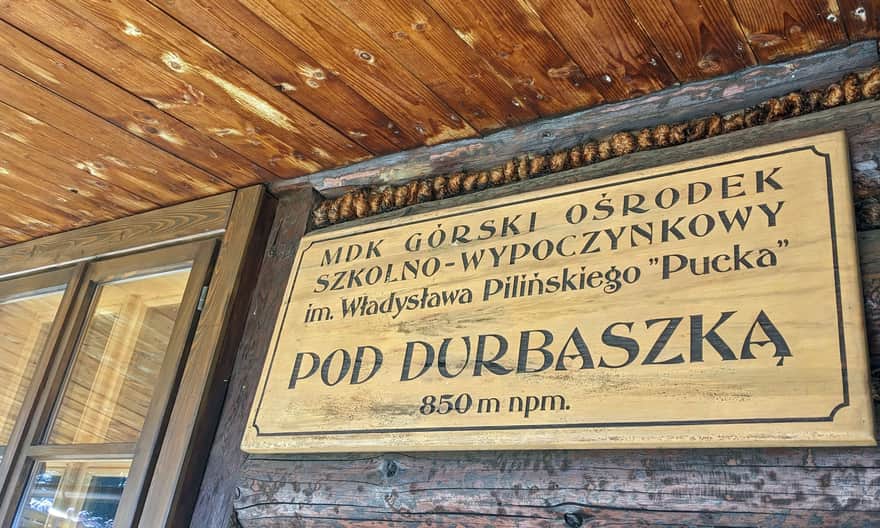 MDK GÓRSKI OŚRODEK
SZKOLNO-WYPOCZYNKOWY
im. Władysława Pilińskiego "Pucka"
POD DURBASZKĄ
850 m npm.